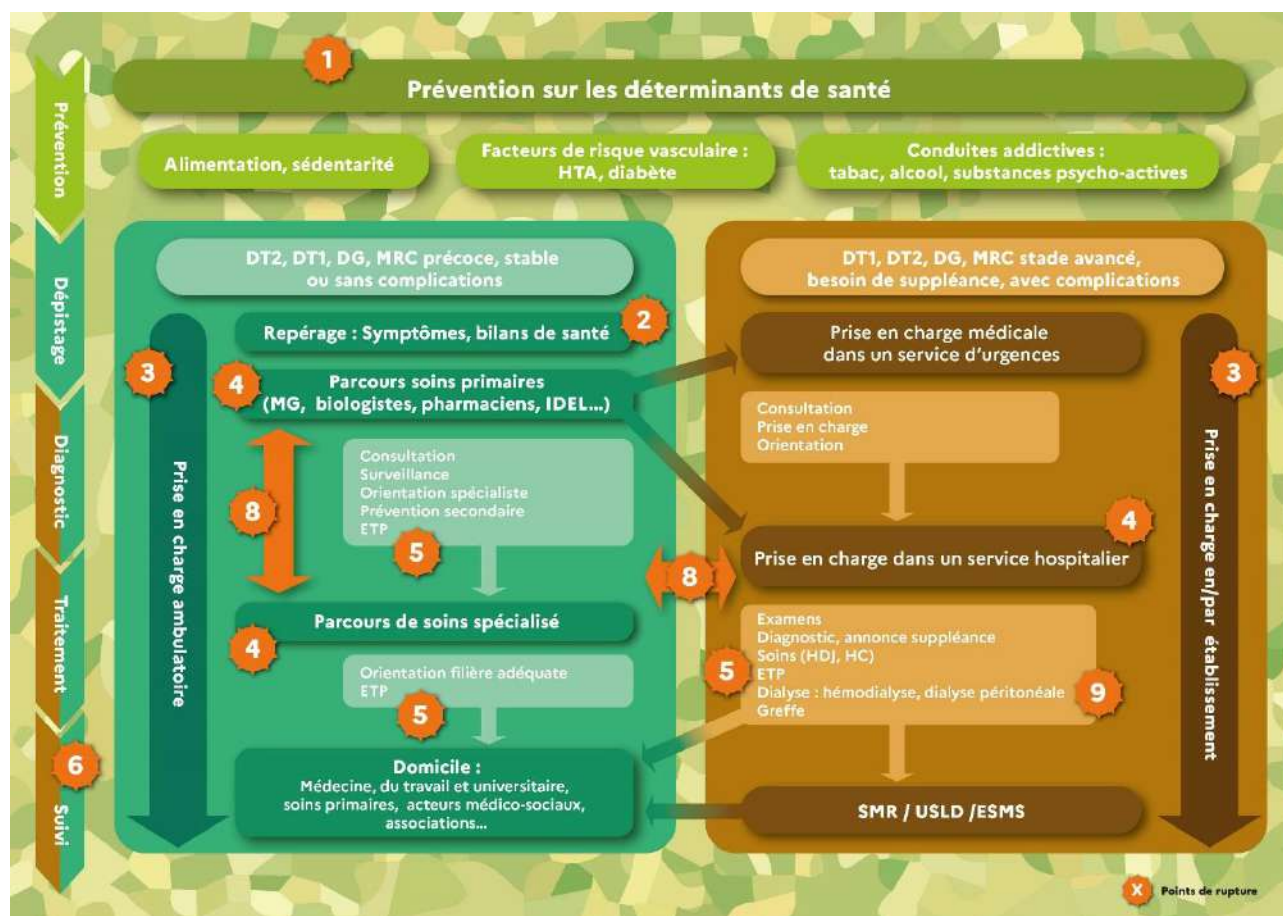 1
Prévention sur les déterminants de santé
Prévention
Alimentation, sédentarité
Facteurs de risque vasculaire :
HTA, diabète
Conduites addictives :
tabac, alcool, substances psycho-actives
Dépistage
DT2, DT1, DG, MRC précoce, stable
ou sans complications
Repérage : Symptômes, bilans de santé
2
3
4
Parcours soins primaires
(MG, biologistes, pharmaciens, IDEL...)
Diagnostic
Prise en charge ambulatoire
8
Consultation
Surveillance
Orientation spécialiste
Prévention secondaire
ETP
5
Traitement
Parcours de soins spécialisé
4
Orientation filière adéquate
ETP
5
6
Suivi
Domicile :
Médecine, du travail et universitaire,
soins primaires, acteurs médico-sociaux,
associations...
8
DT1, DT2, DG, MRC stade avancé,
besoin de suppléance, avec complications
Prise en charge médicale
dans un service d'urgences
3
Prise en charge en/par établissement
Consultation
Prise en charge
Orientation
4
Prise en charge dans un service hospitalier
Examens
Diagnostic, annonce suppléance
Soins (HDJ, HC)
5
ETP
Dialyse : hémodialyse, dialyse péritonéale
9
Greffe
SMR / USLD /ESMS
X
Points de rupture